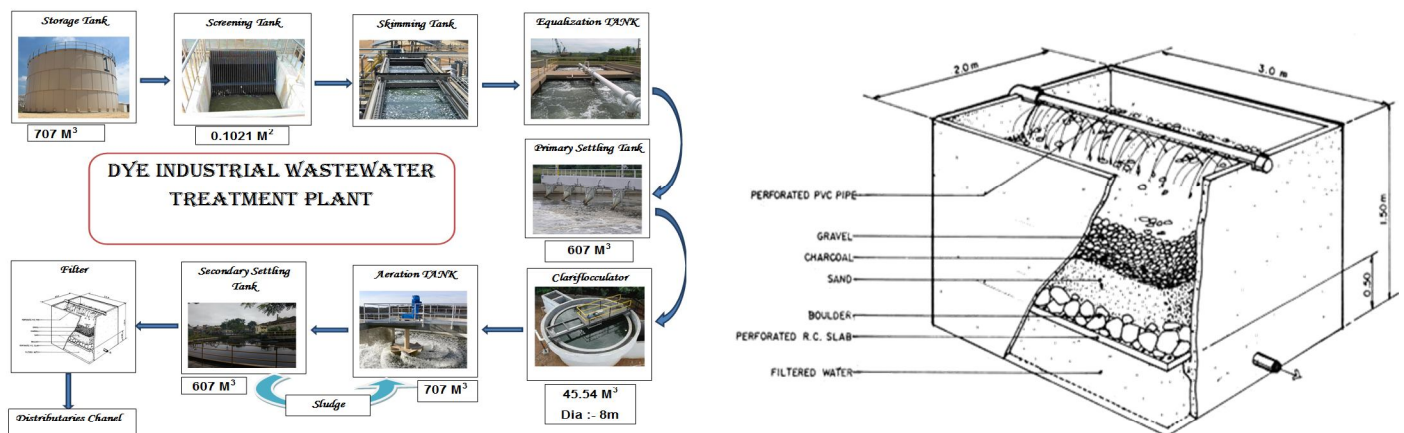 Storage Tank
Screening Tank
Skimming Tank
Equalization TANK
707 M³
0.1021 M²
DYE INDUSTRIAL WASTEWATER
TREATMENT PLANT
Primary Settling Tank
607 M³
Filter
Secondary Settling
Tank
Aeration TANK
Clariflocculator
607 M³
Sludge
707 M³
45.54 M³
Dia :- 8m
Distributaries Chanel
2.0 m
3.0 m
PERFORATED PVC PIPE
GRAVEL
CHARCOAL
SAND
BOULDER
PERFORATED R.C. SLAB
FILTERED WATER
1.50 m
0.50